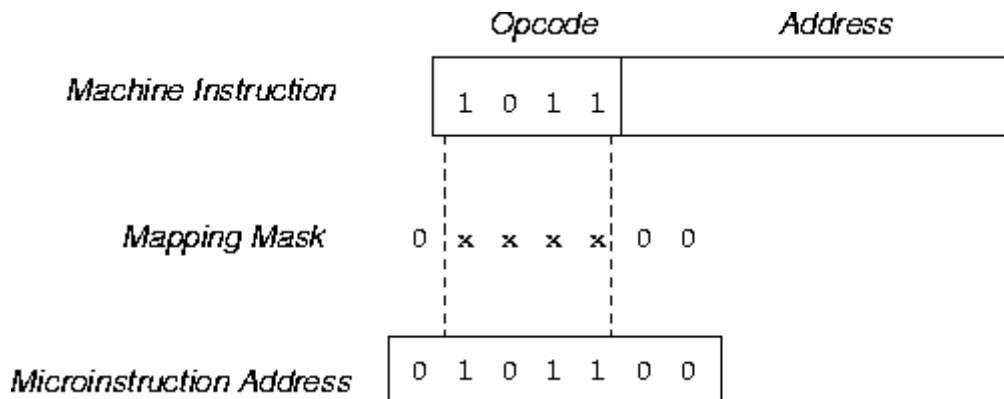 Opcode Address
Machine Instruction 1 0 1 1
Mapping Mask 0 x x x x 0 0
Microinstruction Address 0 1 0 1 1 0 0